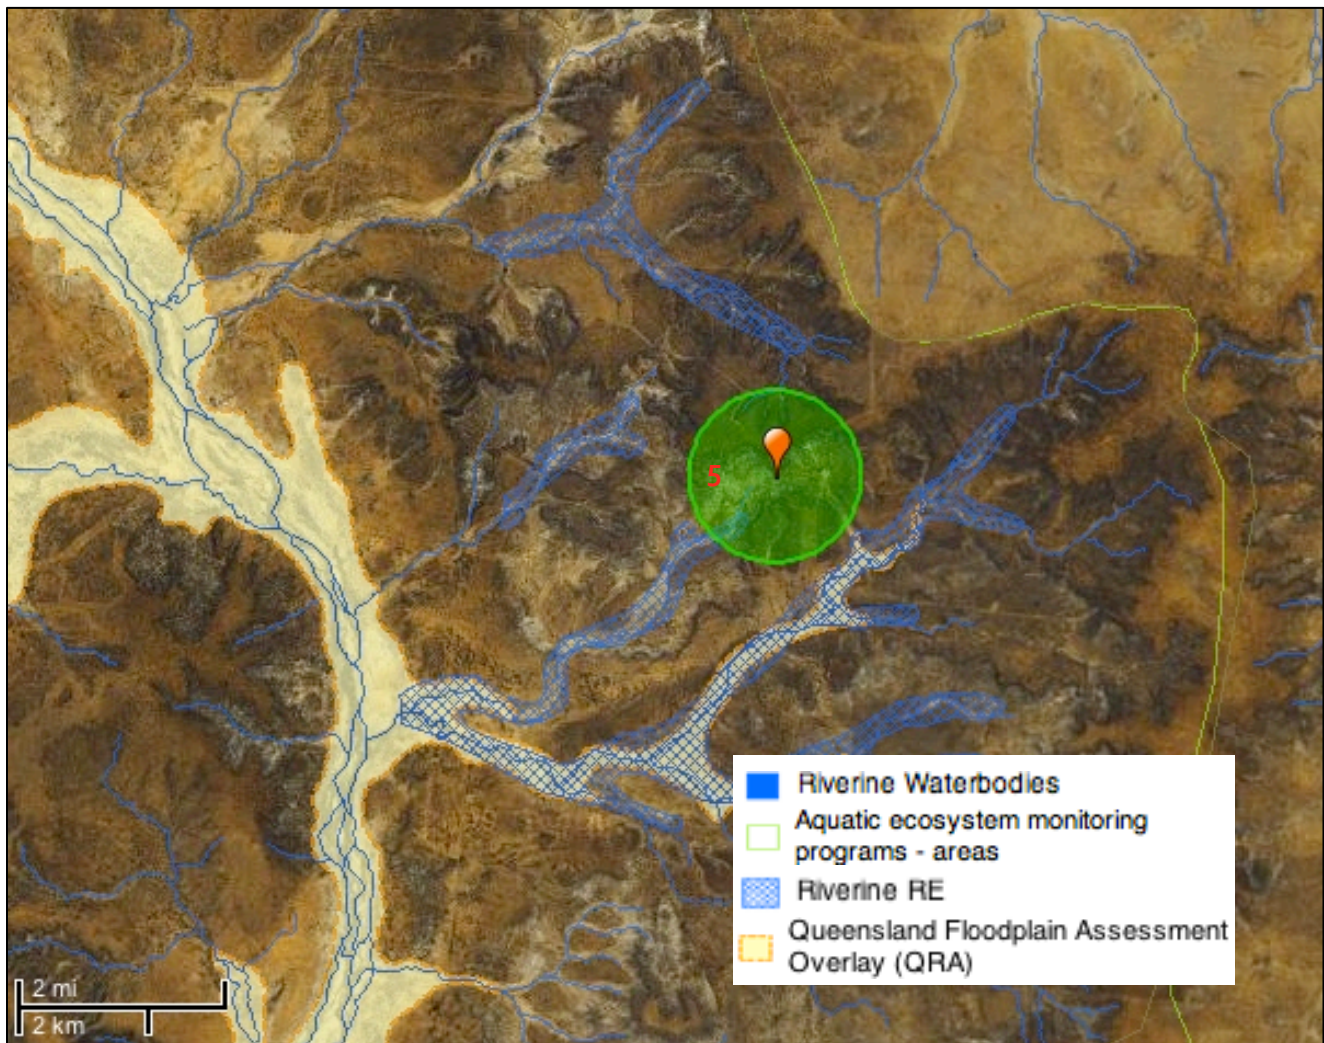 5
Riverine Waterbodies
Aquatic ecosystem monitoring
programs - areas
Riverine RE
Queensland Floodplain Assessment
Overlay (QRA)
2 mi
2 km